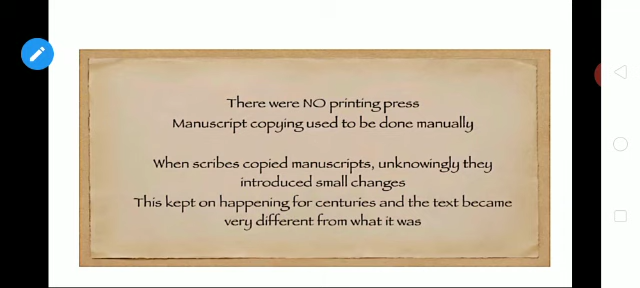 There were NO printing press
Manuscript copying used to be done manually
When scribes copied manuscripts, unknowingly they
introduced small changes
This kept on happening for centuries and the text became
very different from what it was